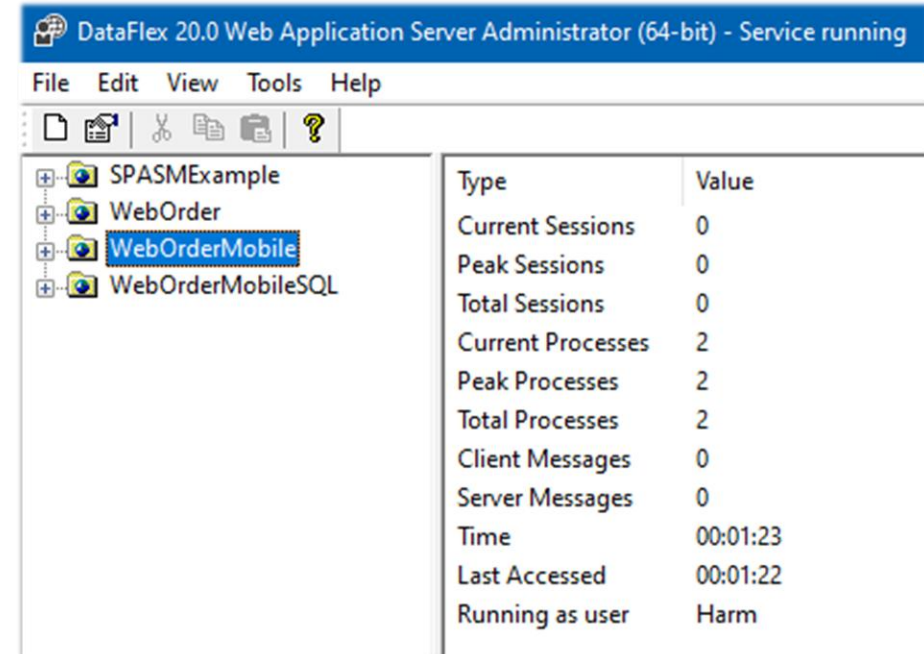 DataFlex 20.0 Web Application Server Administrator (64-bit) - Service running
File Edit View Tools Help
SPASMExample
WebOrder
WebOrderMobile
WebOrderMobileSQL
Type Value
Current Sessions 0
Peak Sessions 0
Total Sessions 0
Current Processes 2
Peak Processes 2
Total Processes 2
Client Messages 0
Server Messages 0
Time 00:01:23
Last Accessed 00:01:22
Running as user Harm